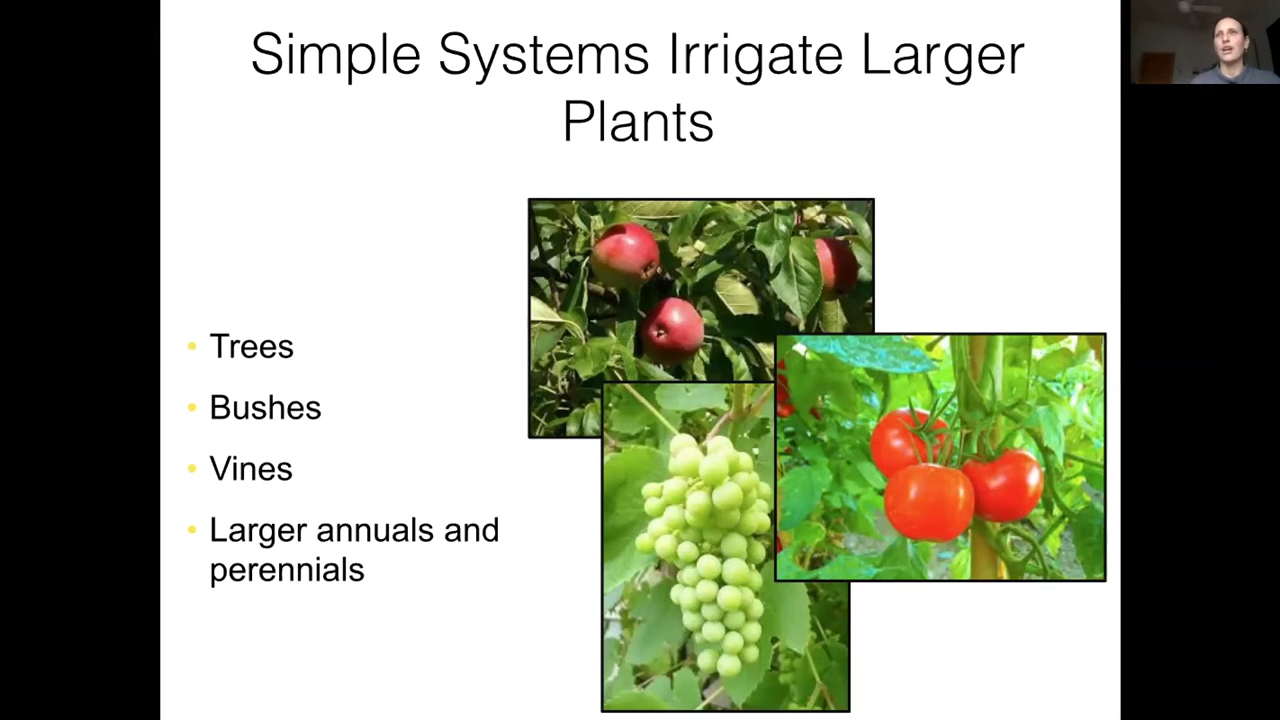 Simple Systems Irrigate Larger
Plants
Trees
Bushes
Vines
Larger annuals and
perennials